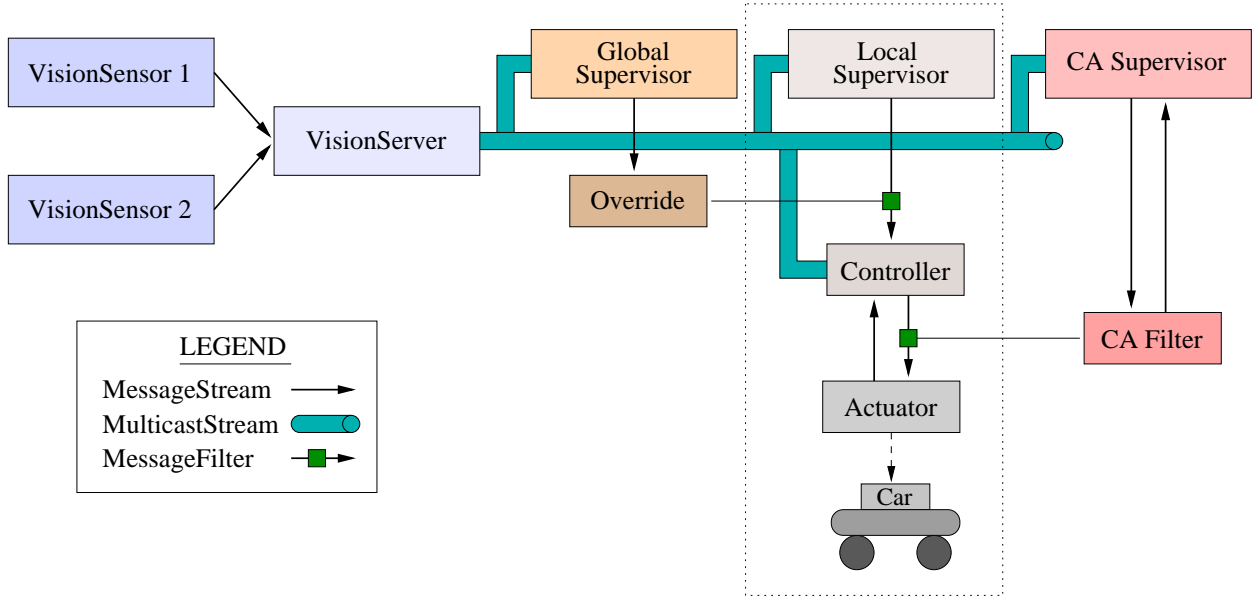 VisionSensor 1
VisionSensor 2
VisionServer
Global
Supervisor
Override
Local
Supervisor
Controller
Actuator
Car
CA Supervisor
CA Filter
LEGEND
MessageStream
MulticastStream
MessageFilter